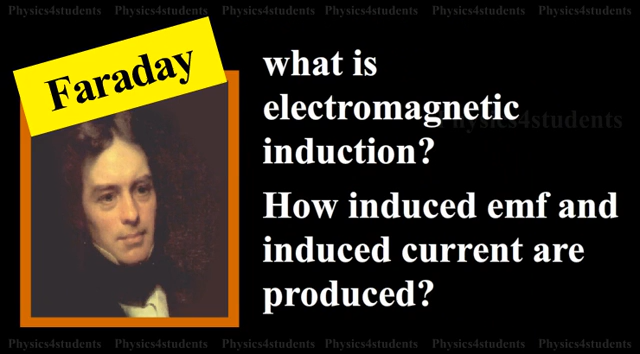 Physics4students Physics4students Physics4students Physics4students Physics4students Physics4students
Faraday
what is
electromagnetic
induction?
Physics4students
How induced emf and
induced current are
produced?
Physics4students Physics4students Physics4students Physics4students Physics4students Physics4students